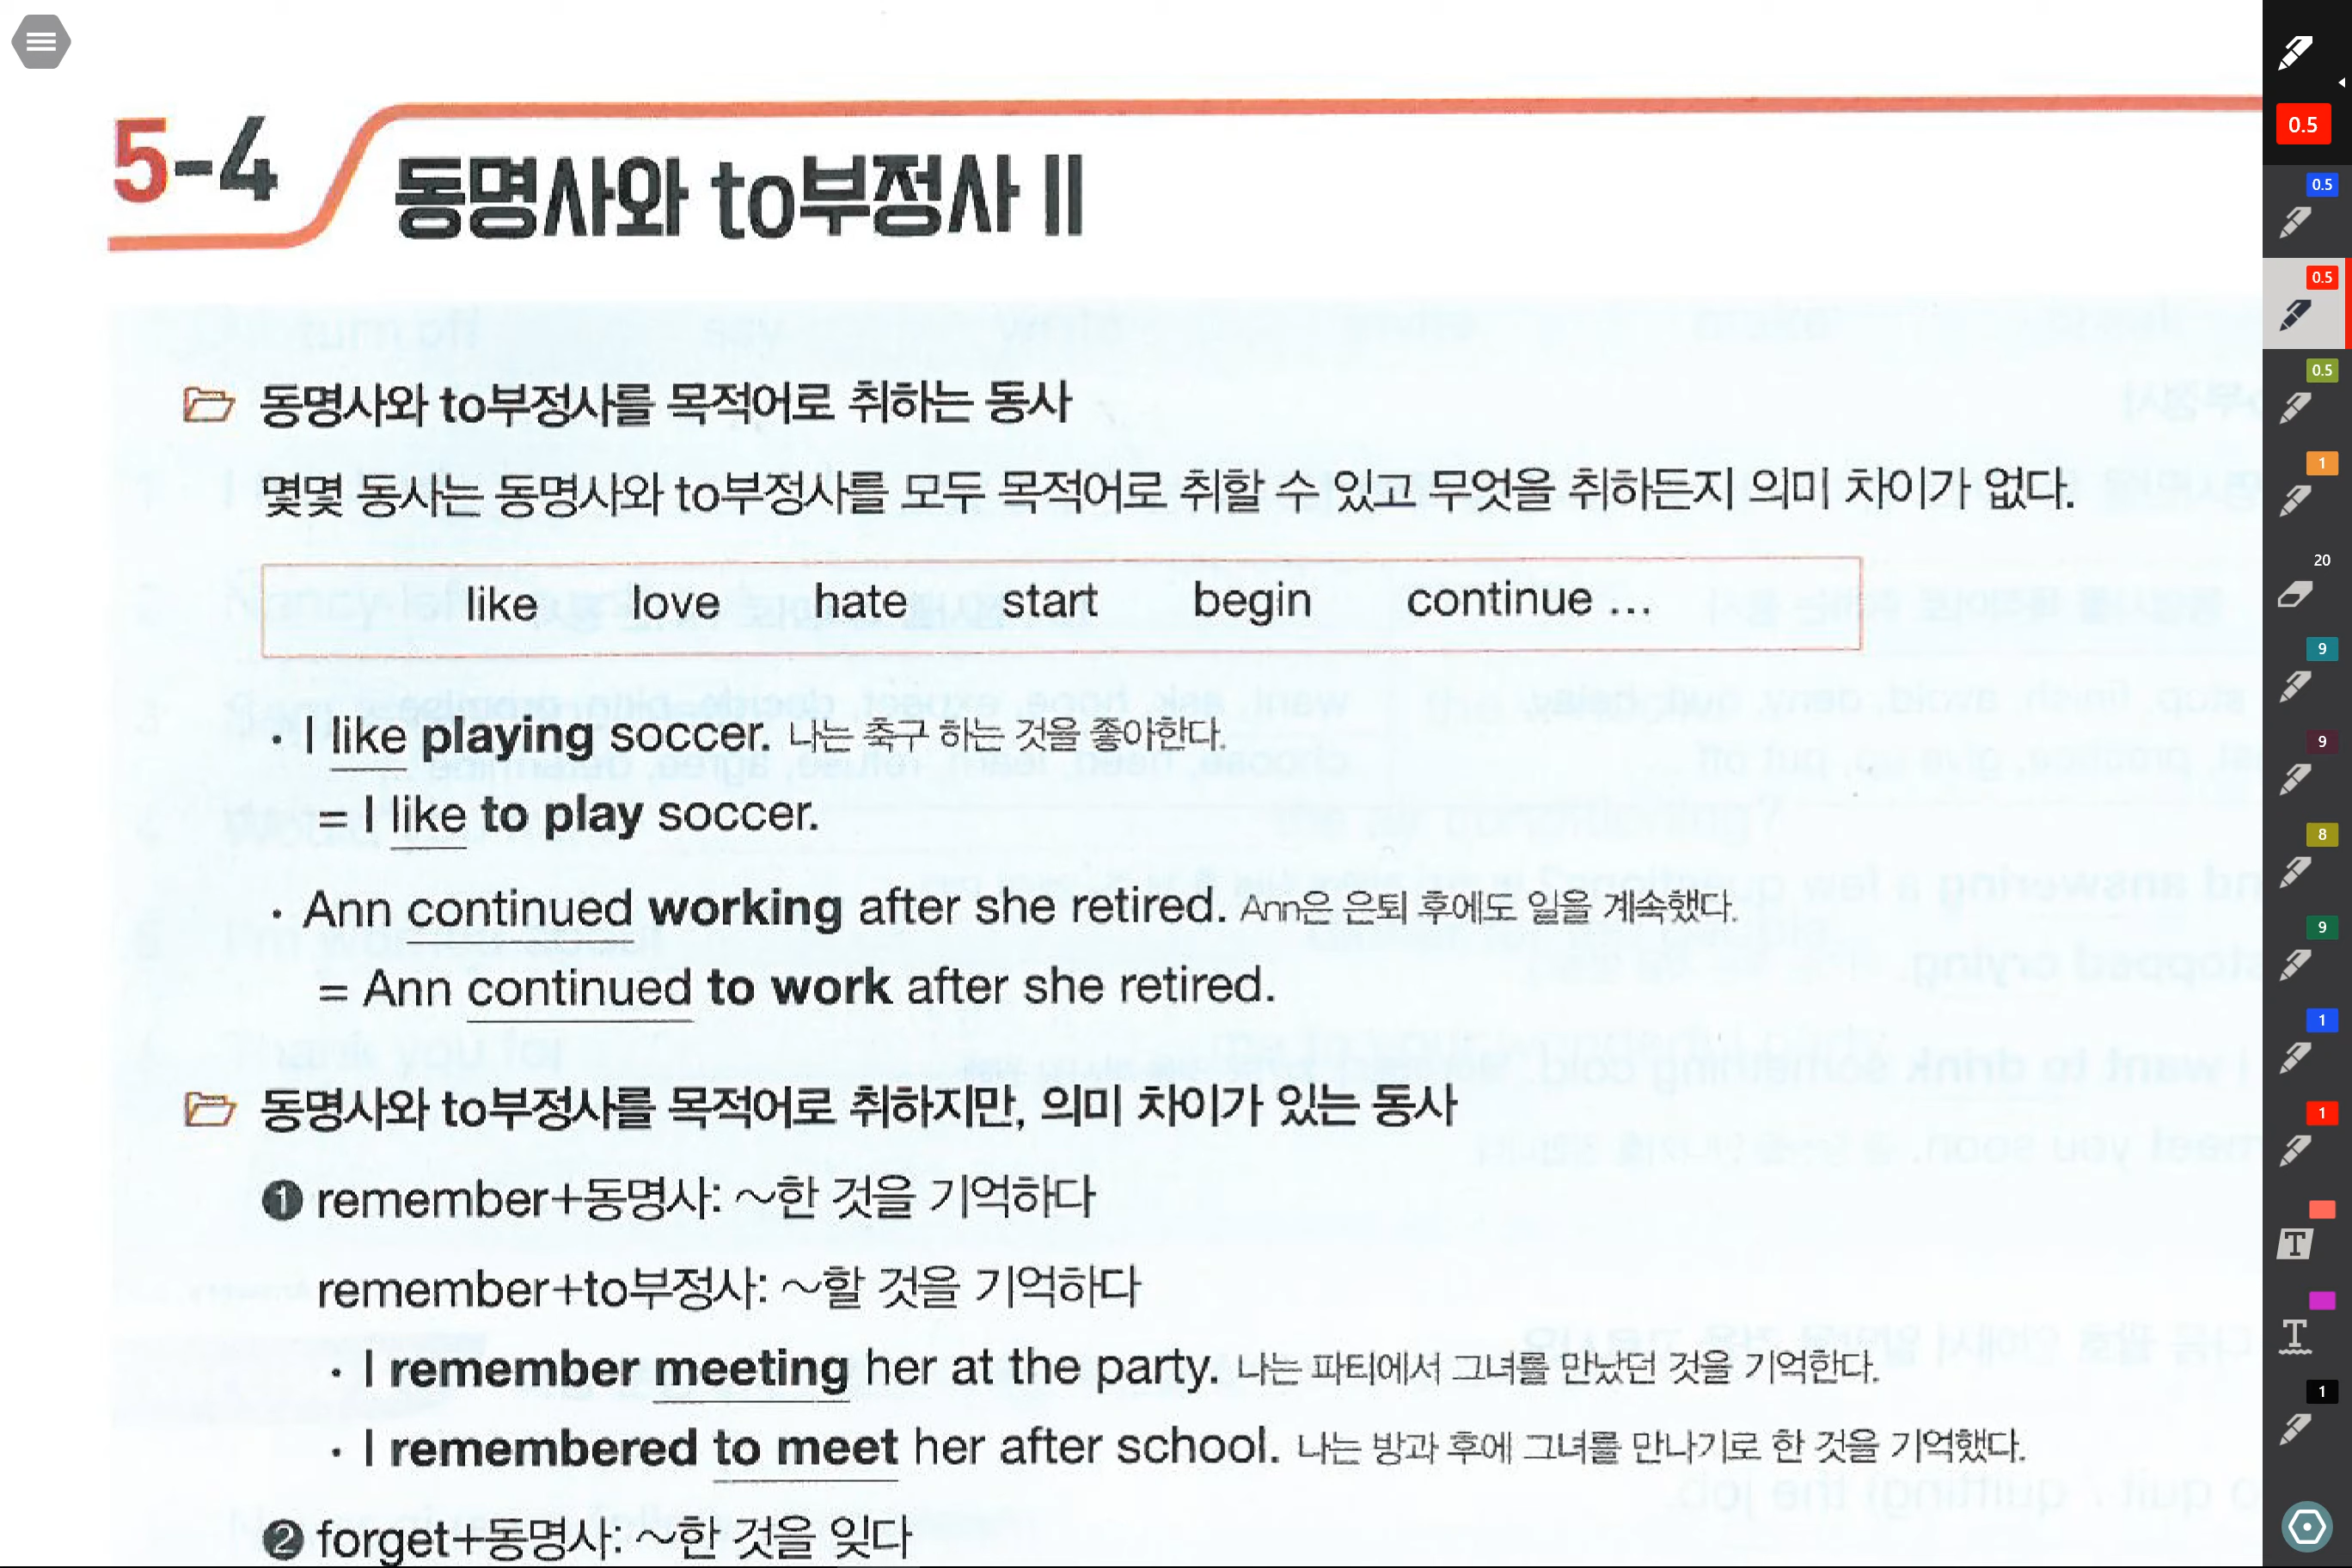 5-4 동명사와 to부정사 II
동명사와 to부정사를 목적어로 취하는 동사
몇몇 동사는 동명사와 to부정사를 모두 목적어로 취할 수 있고 무엇을 취하든지 의미 차이가 없다.
like love hate start begin continue ...
· I like playing soccer. 나는 축구 하는 것을 좋아한다.
= I like to play soccer.
· Ann continued working after she retired. Ann은 은퇴 후에도 일을 계속했다.
= Ann continued to work after she retired.
동명사와 to부정사를 목적어로 취하지만, 의미 차이가 있는 동사
❶ remember+동명사: ~한 것을 기억하다
remember+to부정사: ~할 것을 기억하다
· I remember meeting her at the party. 나는 파티에서 그녀를 만났던 것을 기억한다.
· I remembered to meet her after school. 나는 방과 후에 그녀를 만나기로 한 것을 기억했다.
❷ forget+동명사: ~한 것을 잊다
0.5
0.5
0.5
0.5
1
20
9
9
8
9
1
1
T
T
1